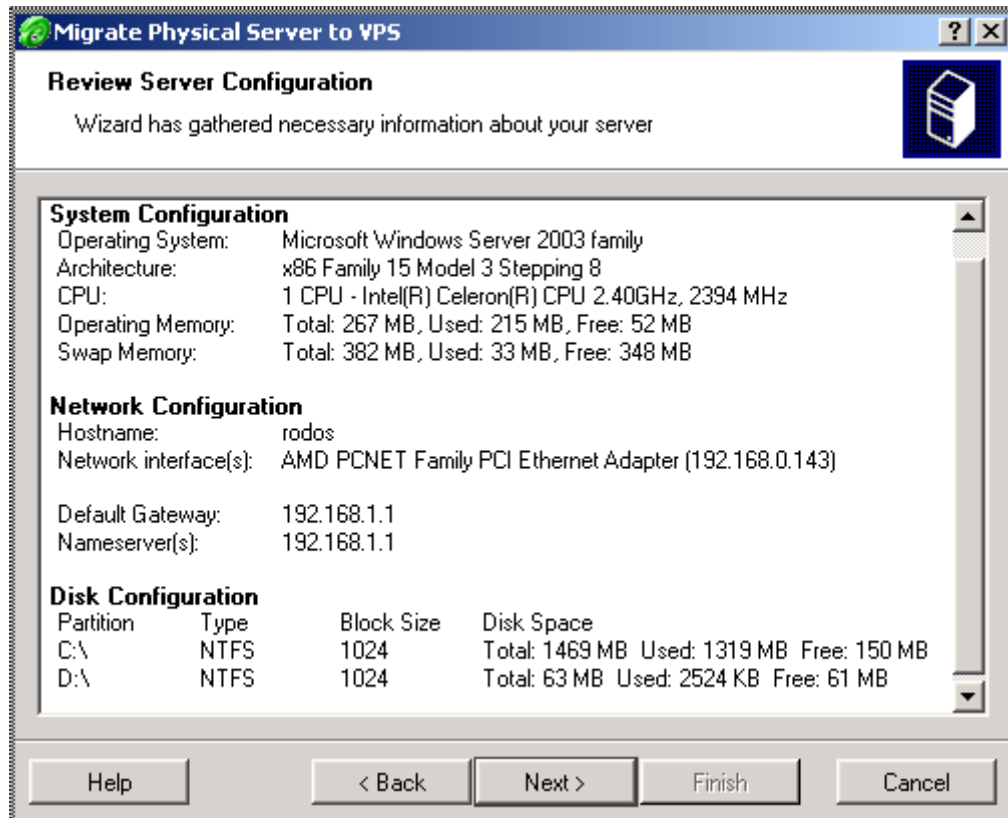 Migrate Physical Server to VPS
Review Server Configuration
Wizard has gathered necessary information about your server
System Configuration
Operating System: Microsoft Windows Server 2003 family
Architecture: x86 Family 15 Model 3 Stepping 8
CPU: 1 CPU - Intel(R) Celeron(R) CPU 2.40GHz, 2394 MHz
Operating Memory: Total: 267 MB, Used: 215 MB, Free: 52 MB
Swap Memory: Total: 382 MB, Used: 33 MB, Free: 348 MB
Network Configuration
Hostname: rodos
Network interface(s): AMD PCNET Family PCI Ethernet Adapter (192.168.0.143)
Default Gateway: 192.168.1.1
Nameserver(s): 192.168.1.1
Disk Configuration
Partition Type Block Size Disk Space
C:\ NTFS 1024 Total: 1469 MB Used: 1319 MB Free: 150 MB
D:\ NTFS 1024 Total: 63 MB Used: 2524 KB Free: 61 MB
Help < Back Next > Finish Cancel